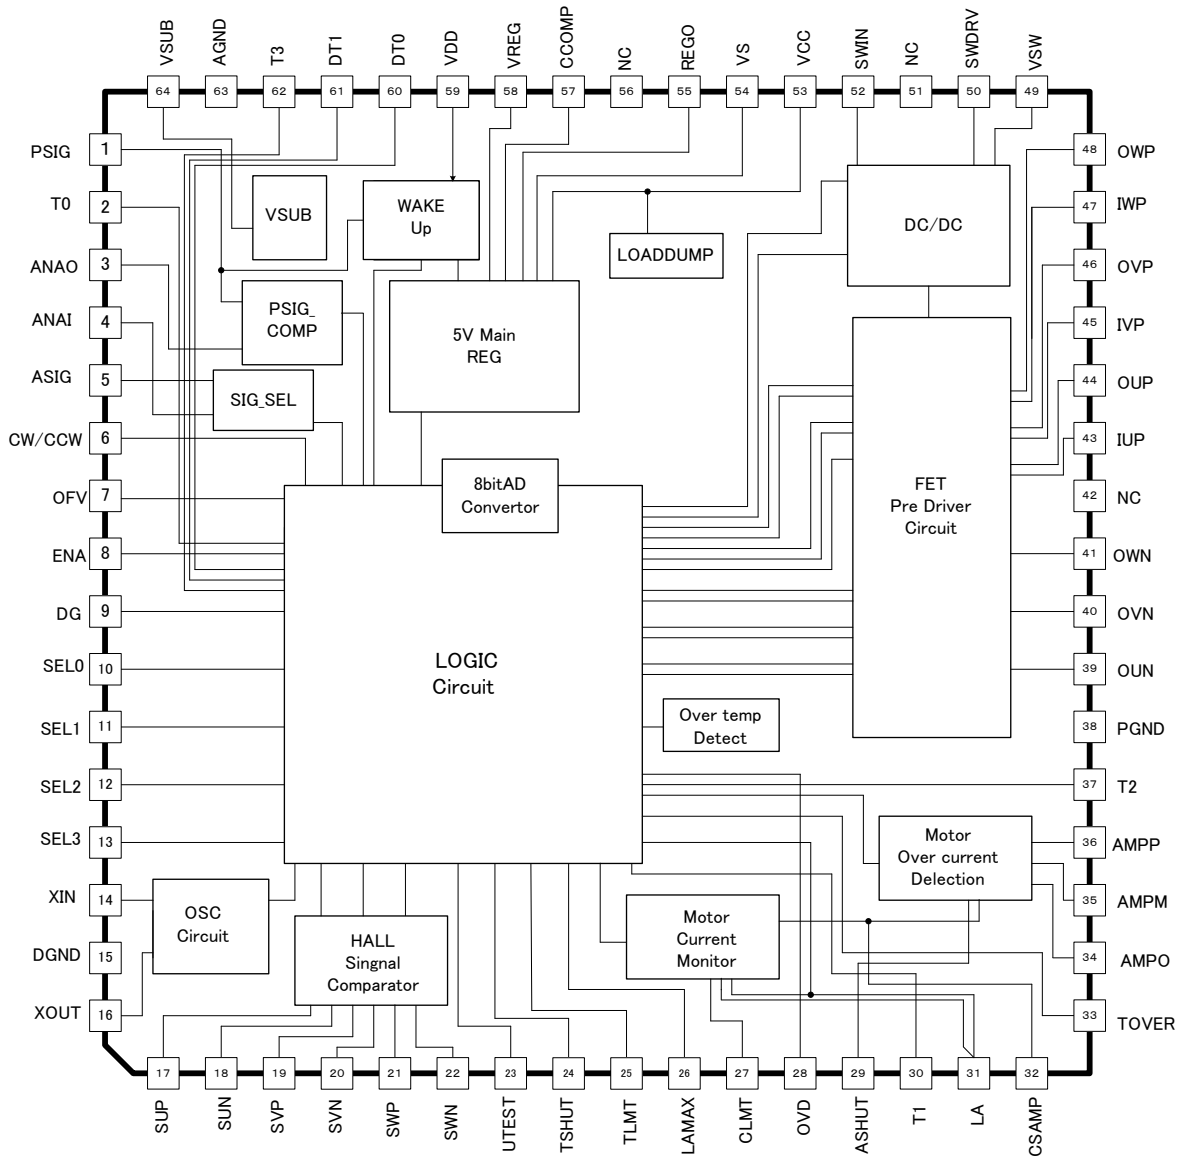 VSUB
AGND
T3
DT1
DT0
VDD
VREG
CCOMP
NC
REGO
VS
VCC
SWIN
NC
SWDRV
VSW
64
63
62
61
60
59
58
57
56
55
54
53
52
51
50
49
PSIG
1
T0
2
ANAO
3
ANAI
4
ASIG
5
CW/CCW
6
OFV
7
ENA
8
DG
9
SEL0
10
SEL1
11
SEL2
12
SEL3
13
XIN
14
DGND
15
XOUT
16
VSUB
WAKE
Up
LOADDUMP
DC/DC
PSIG_
COMP
5V Main
REG
SIG_SEL
8bitAD
Convertor
FET
Pre Driver
Circuit
LOGIC
Circuit
Over temp
Detect
Motor
Over current
Delection
OSC
Circuit
HALL
Singnal
Comparator
Motor
Current
Monitor
48
OWP
47
IWP
46
OVP
45
IVP
44
OUP
43
IUP
42
NC
41
OWN
40
OVN
39
OUN
38
PGND
37
T2
36
AMPP
35
AMPM
34
AMPO
33
TOVER
17
18
19
20
21
22
23
24
25
26
27
28
29
30
31
32
SUP
SUN
SVP
SVN
SWP
SWN
UTEST
TSHUT
TLMT
LAMAX
CLMT
OVD
ASHUT
T1
LA
CSAMP